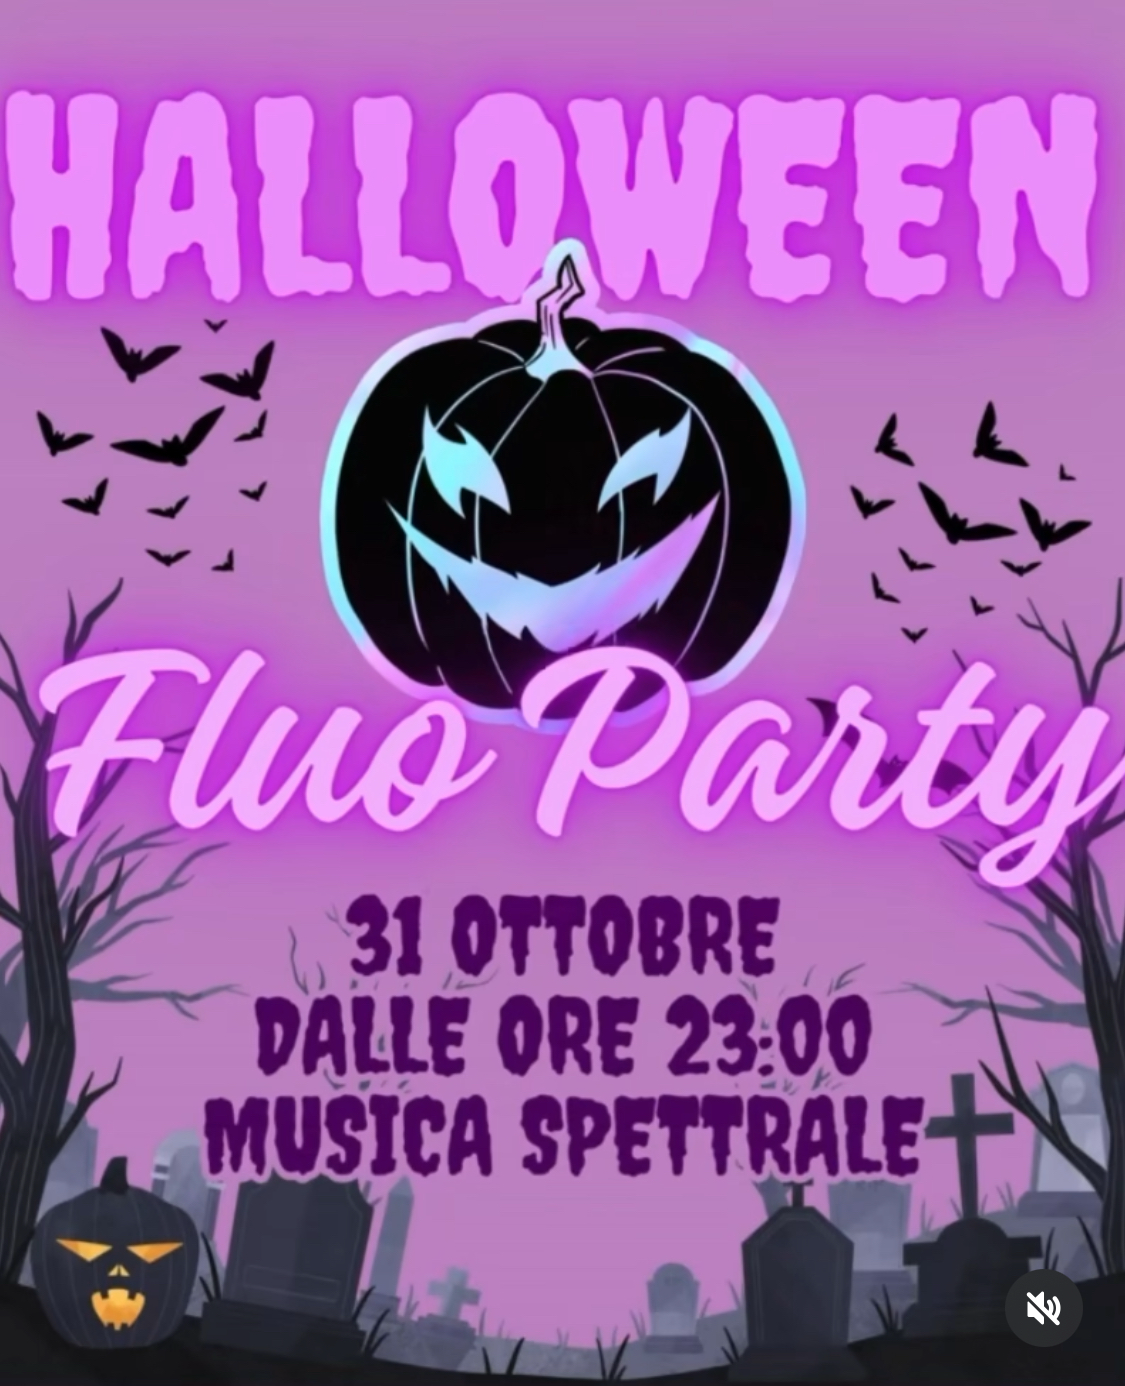 HALLOWEEN
Fluo Party
31 OTTOBRE
DALLE ORE 23:00
MUSICA SPETTRALE